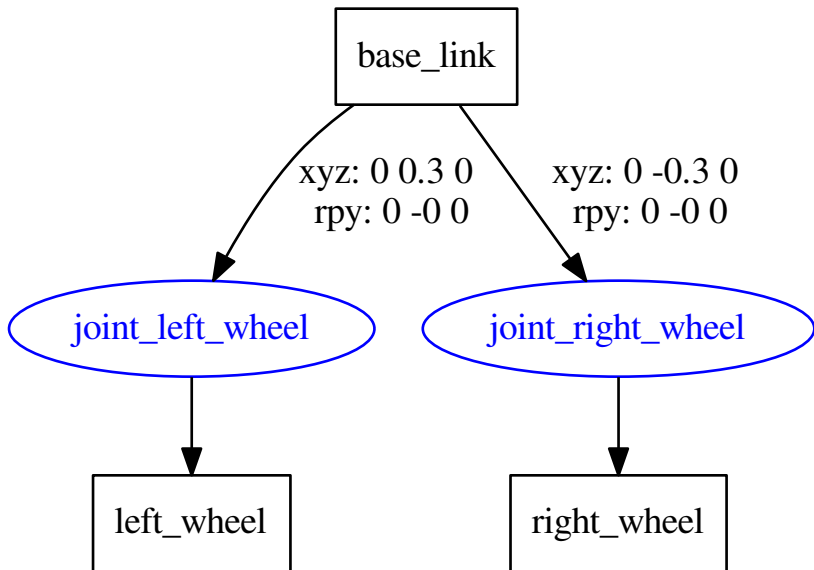 base_link
xyz: 0 0.3 0
rpy: 0 -0 0
xyz: 0 -0.3 0
rpy: 0 -0 0
joint_left_wheel
joint_right_wheel
left_wheel
right_wheel